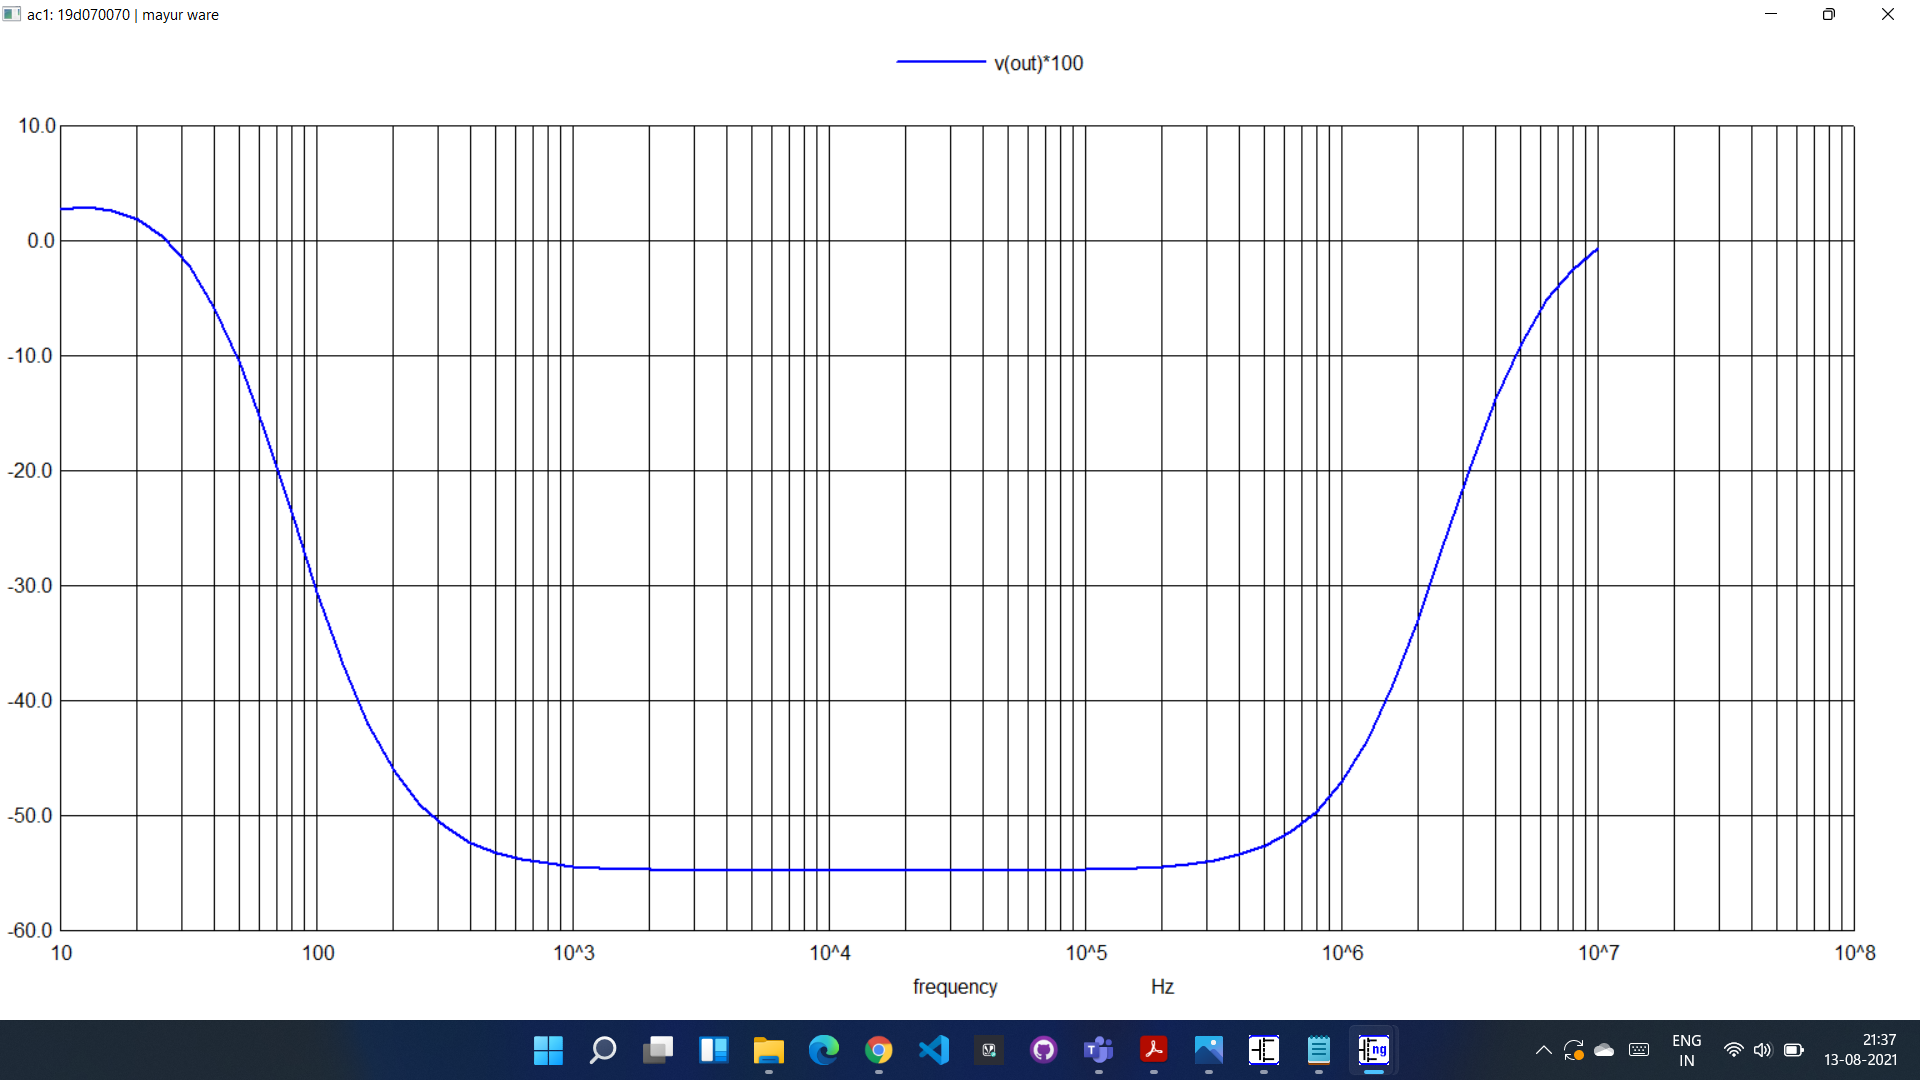 ac1: 19d070070 | mayur ware
v(out)*100
10.0
0.0
-10.0
-20.0
-30.0
-40.0
-50.0
-60.0
10 100 10^3 10^4 10^5 10^6 10^7 10^8
frequency Hz
ng
T
ENG
IN
21:37
13-08-2021